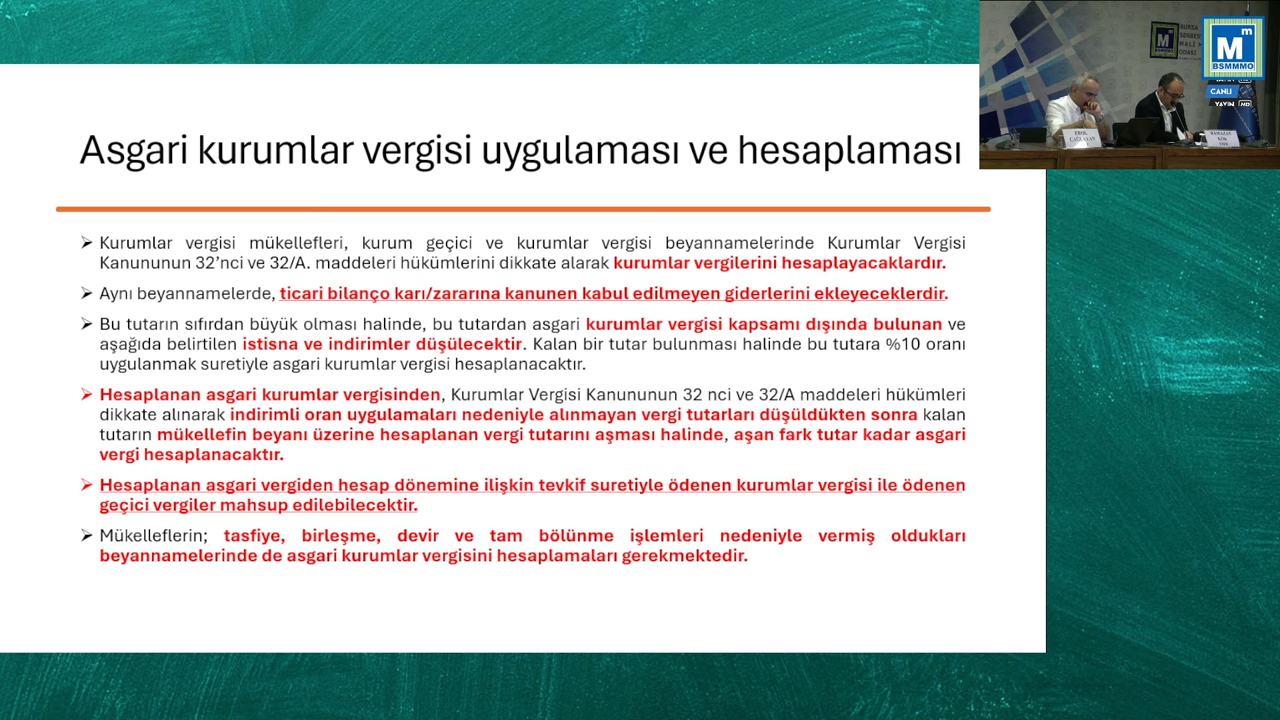 Asgari kurumlar vergisi uygulaması ve hesaplaması
Kurumlar vergisi mükellefleri, kurum geçici ve kurumlar vergisi beyannamelerinde Kurumlar Vergisi
Kanununun 32’nci ve 32/A. maddeleri hükümlerini dikkate alarak kurumlar vergilerini hesaplayacaklardır.
Aynı beyannamelerde, ticari bilanço karı/zararına kanunen kabul edilmeyen giderlerini ekleyeceklerdir.
Bu tutarın sıfırdan büyük olması halinde, bu tutardan asgari kurumlar vergisi kapsamı dışında bulunan ve
aşağıda belirtilen istisna ve indirimler düşülecektir. Kalan bir tutar bulunması halinde bu tutara %10 oranı
uygulanmak suretiyle asgari kurumlar vergisi hesaplanacaktır.
Hesaplanan asgari kurumlar vergisinden, Kurumlar Vergisi Kanununun 32 nci ve 32/A maddeleri hükümleri
dikkate alınarak indirimli oran uygulamaları nedeniyle alınmayan vergi tutarları düşüldükten sonra kalan
tutarın mükellefin beyanı üzerine hesaplanan vergi tutarını aşması halinde, aşan fark tutar kadar asgari
vergi hesaplanacaktır.
Hesaplanan asgari vergiden hesap dönemine ilişkin tevkif suretiyle ödenen kurumlar vergisi ile ödenen
geçici vergiler mahsup edilebilecektir.
Mükelleflerin; tasfiye, birleşme, devir ve tam bölünme işlemleri nedeniyle vermiş oldukları
beyannamelerinde de asgari kurumlar vergisini hesaplamaları gerekmektedir.
BURSA
SERBES
MALİ M
ODASI
Mm
BSMMMO
CANLI
YAYIN HD
EROL